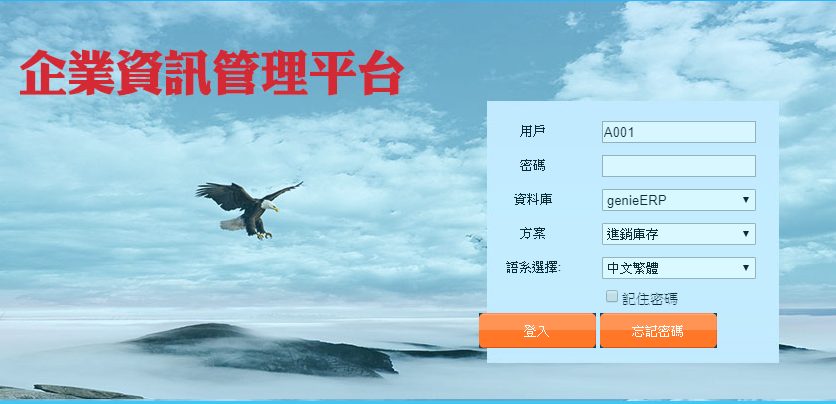 企業資訊管理平台
用戶 A001
密碼
資料庫 genieERP
方案 進銷庫存
語系選擇: 中文繁體
記住密碼
登入 忘記密碼